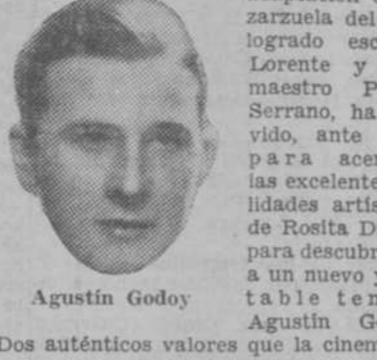 zarzuela del
logrado esc
Lorente y
maestro P
Serrano, ha
vido, ante
para acer
las excelente
lidades artís
de Rosita D
para descubr
a un nuevo y
table ten
Agustín G
Agustín Godoy
Dos auténticos valores que la cinem